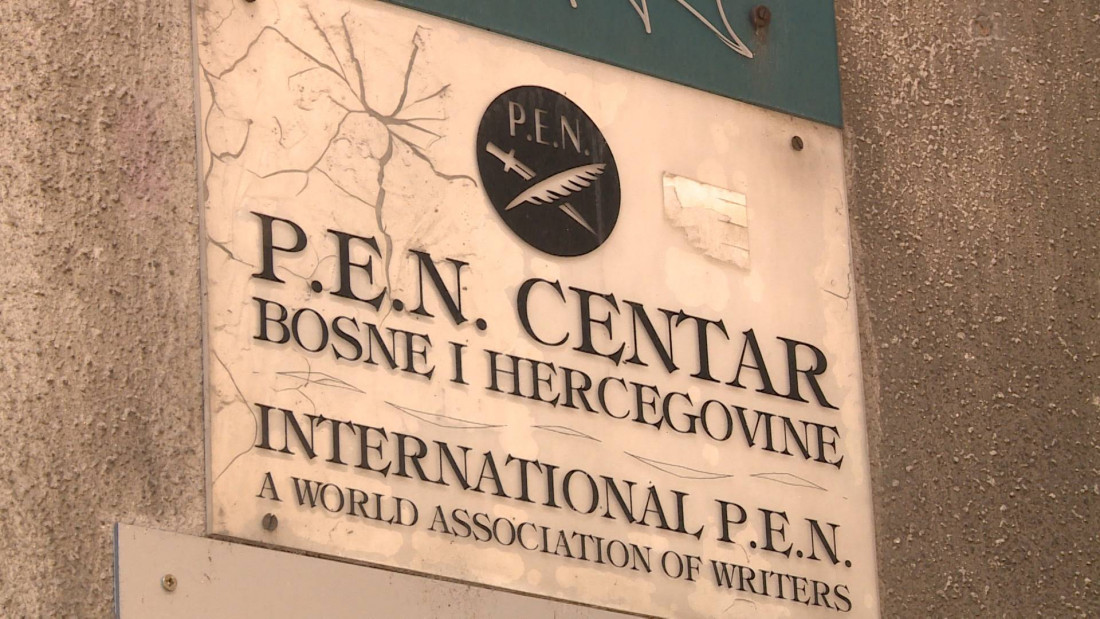 P.E.N.
P.E.N. CENTAR
BOSNE I HERCEGOVINE
INTERNATIONAL P.E.N.
A WORLD ASSOCIATION OF WRITERS